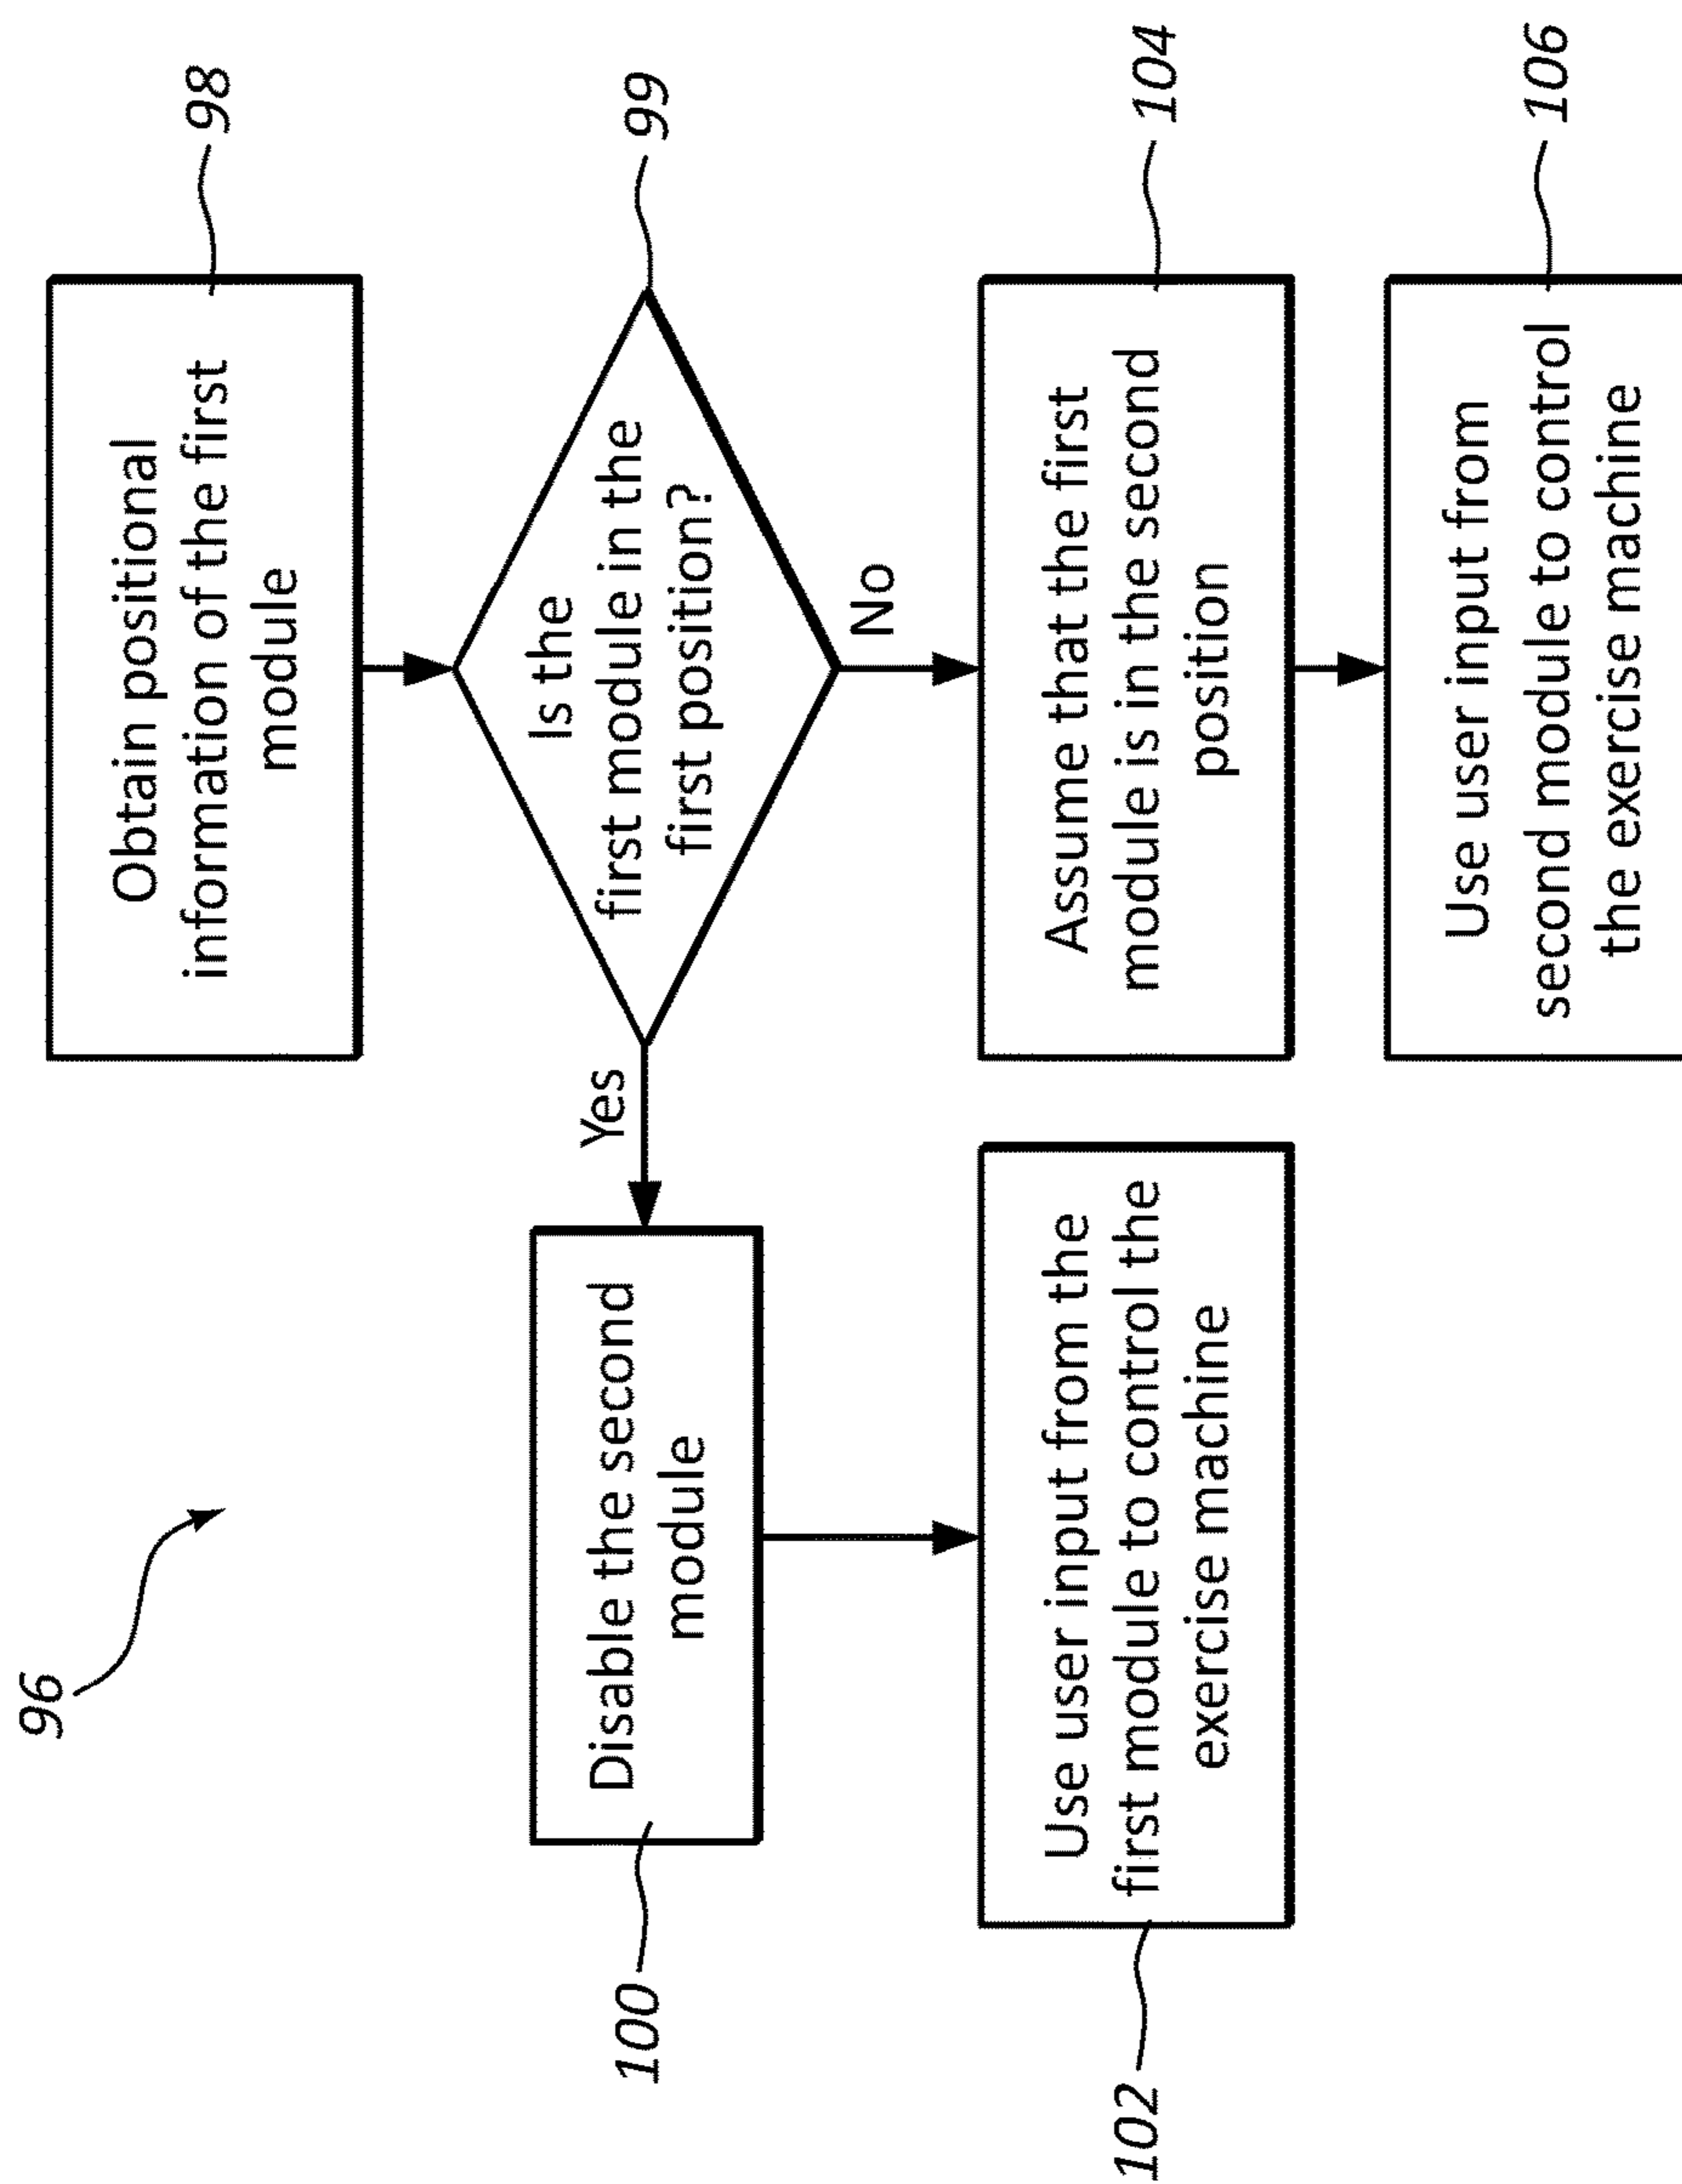 96
Obtain positional
information of the first
module
98
Is the
first module in the
first position?
99
Yes
No
Disable the second
module
100
Use user input from the
first module to control the
exercise machine
102
Assume that the first
module is in the second
position
104
Use user input from
second module to control
the exercise machine
106